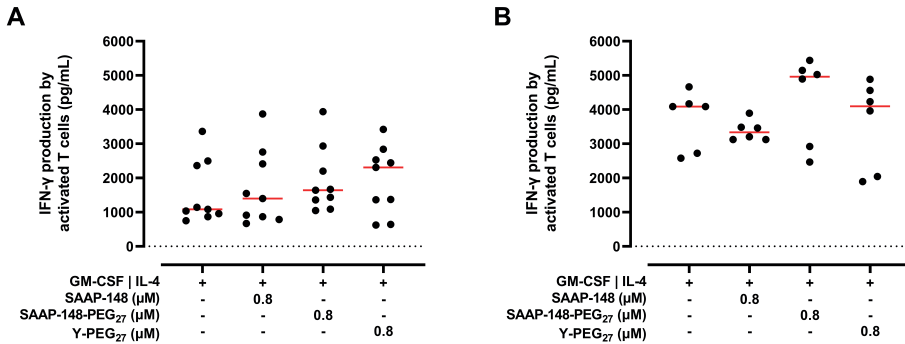 A
IFN-γ production by
activated T cells (pg/mL)
6000
5000
4000
3000
2000
1000
0
GM-CSF | IL-4 + + + +
SAAP-148 (μM) - 0.8 - -
SAAP-148-PEG27 (μM) - - 0.8 -
Y-PEG27 (μM) - - - 0.8
B
IFN-γ production by
activated T cells (pg/mL)
6000
5000
4000
3000
2000
1000
0
GM-CSF | IL-4 + + + +
SAAP-148 (μM) - 0.8 - -
SAAP-148-PEG27 (μM) - - 0.8 -
Y-PEG27 (μM) - - - 0.8